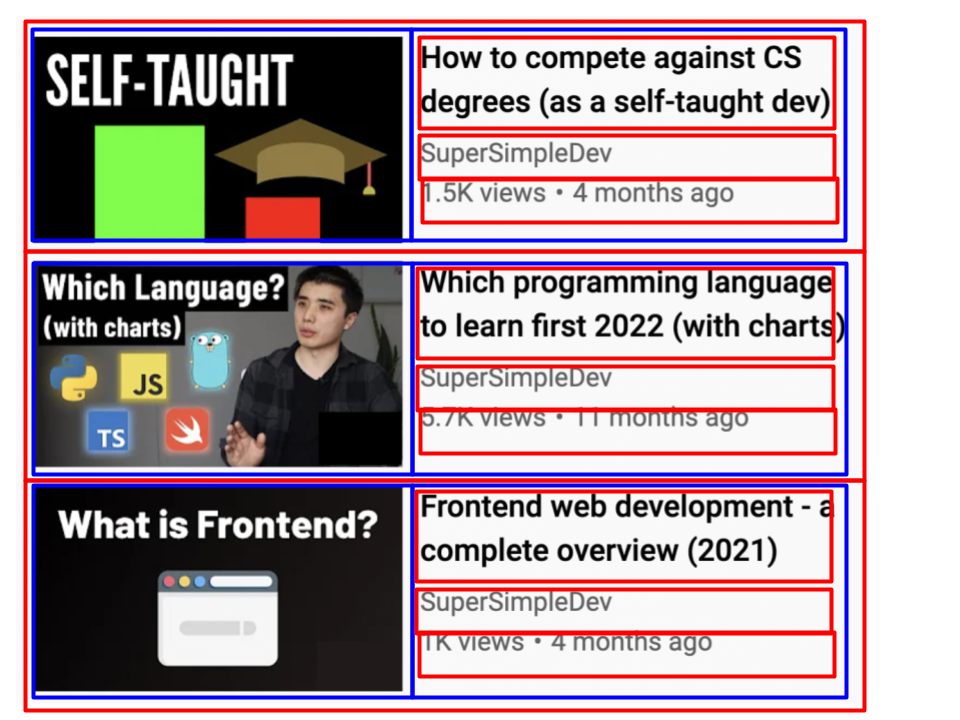 SELF-TAUGHT
How to compete against CS
degrees (as a self-taught dev)
SuperSimpleDev
1.5K views • 4 months ago
Which Language?
(with charts)
JS
TS
Which programming language
to learn first 2022 (with charts)
SuperSimpleDev
5.7K views • 11 months ago
What is Frontend?
Frontend web development - a
complete overview (2021)
SuperSimpleDev
1K views • 4 months ago